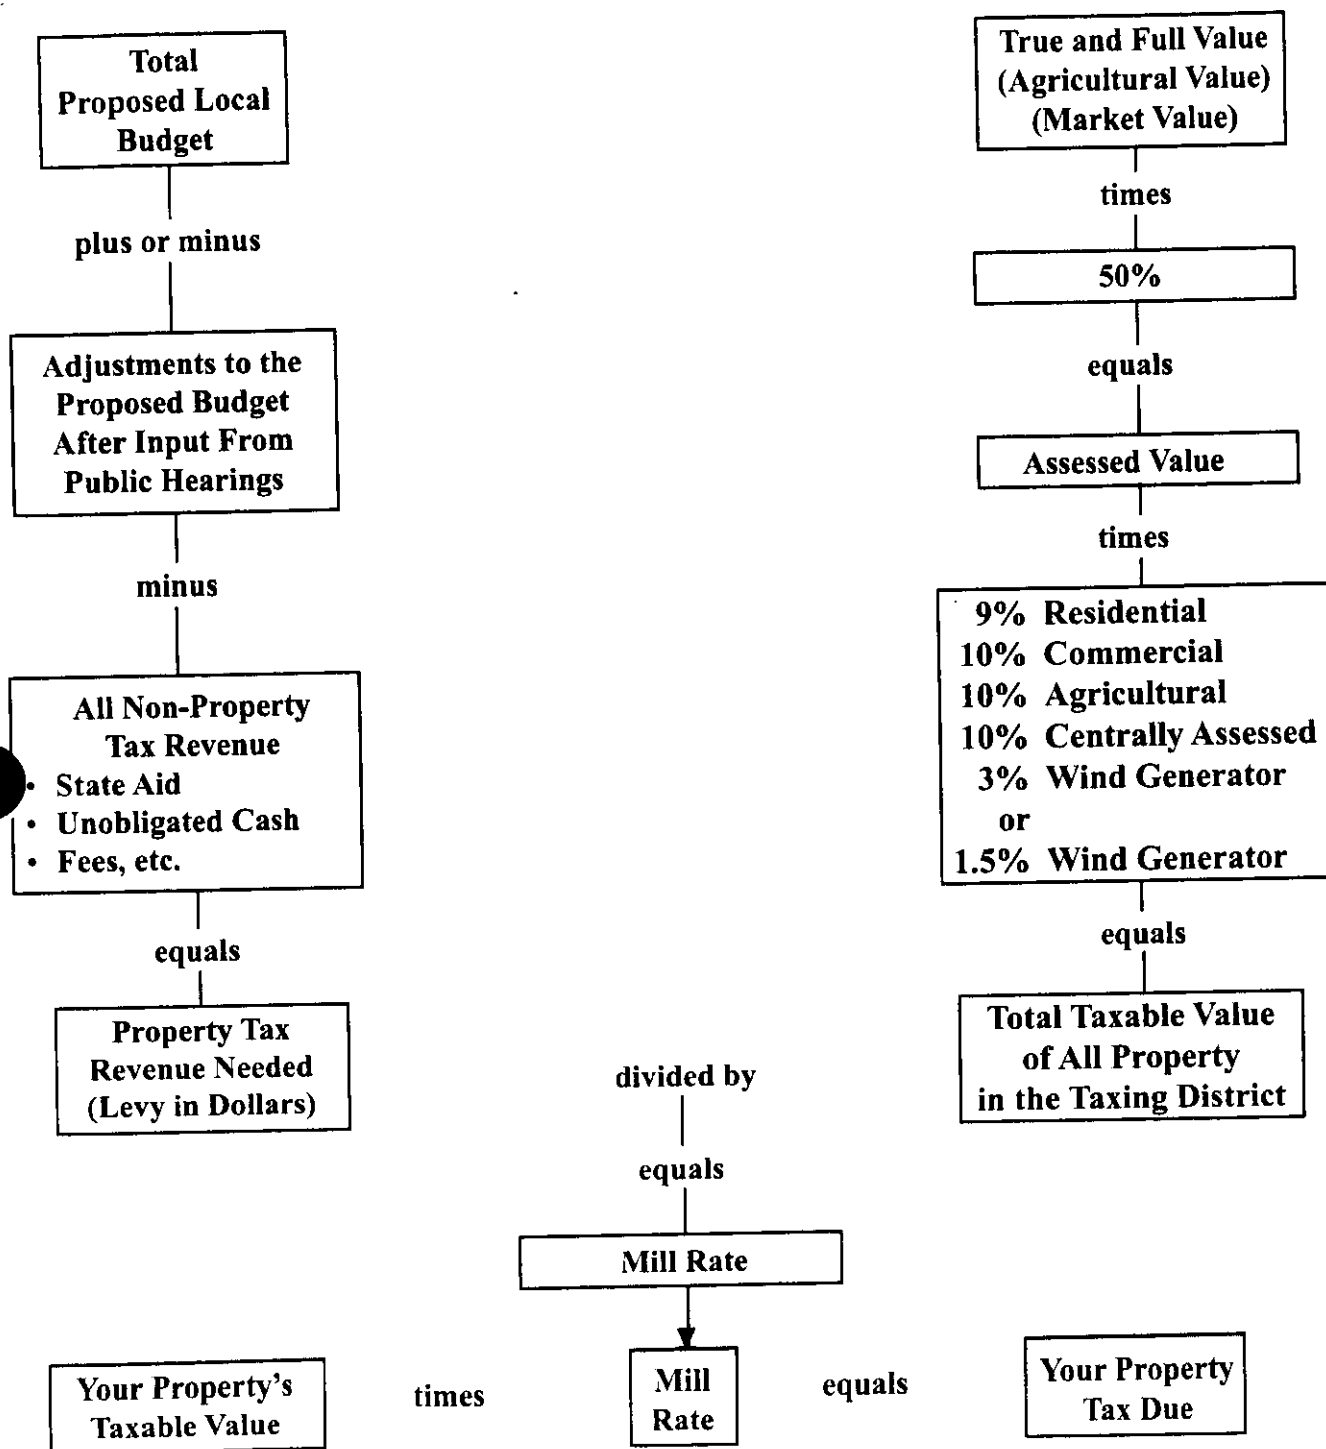 Total
Proposed Local
Budget
plus or minus
Adjustments to the
Proposed Budget
After Input From
Public Hearings
minus
All Non-Property
Tax Revenue
• State Aid
• Unobligated Cash
• Fees, etc.
equals
Property Tax
Revenue Needed
(Levy in Dollars)
True and Full Value
(Agricultural Value)
(Market Value)
times
50%
equals
Assessed Value
times
9% Residential
10% Commercial
10% Agricultural
10% Centrally Assessed
3% Wind Generator
or
1.5% Wind Generator
equals
Total Taxable Value
of All Property
in the Taxing District
divided by
equals
Mill Rate
Your Property's
Taxable Value
times
Mill
Rate
equals
Your Property
Tax Due